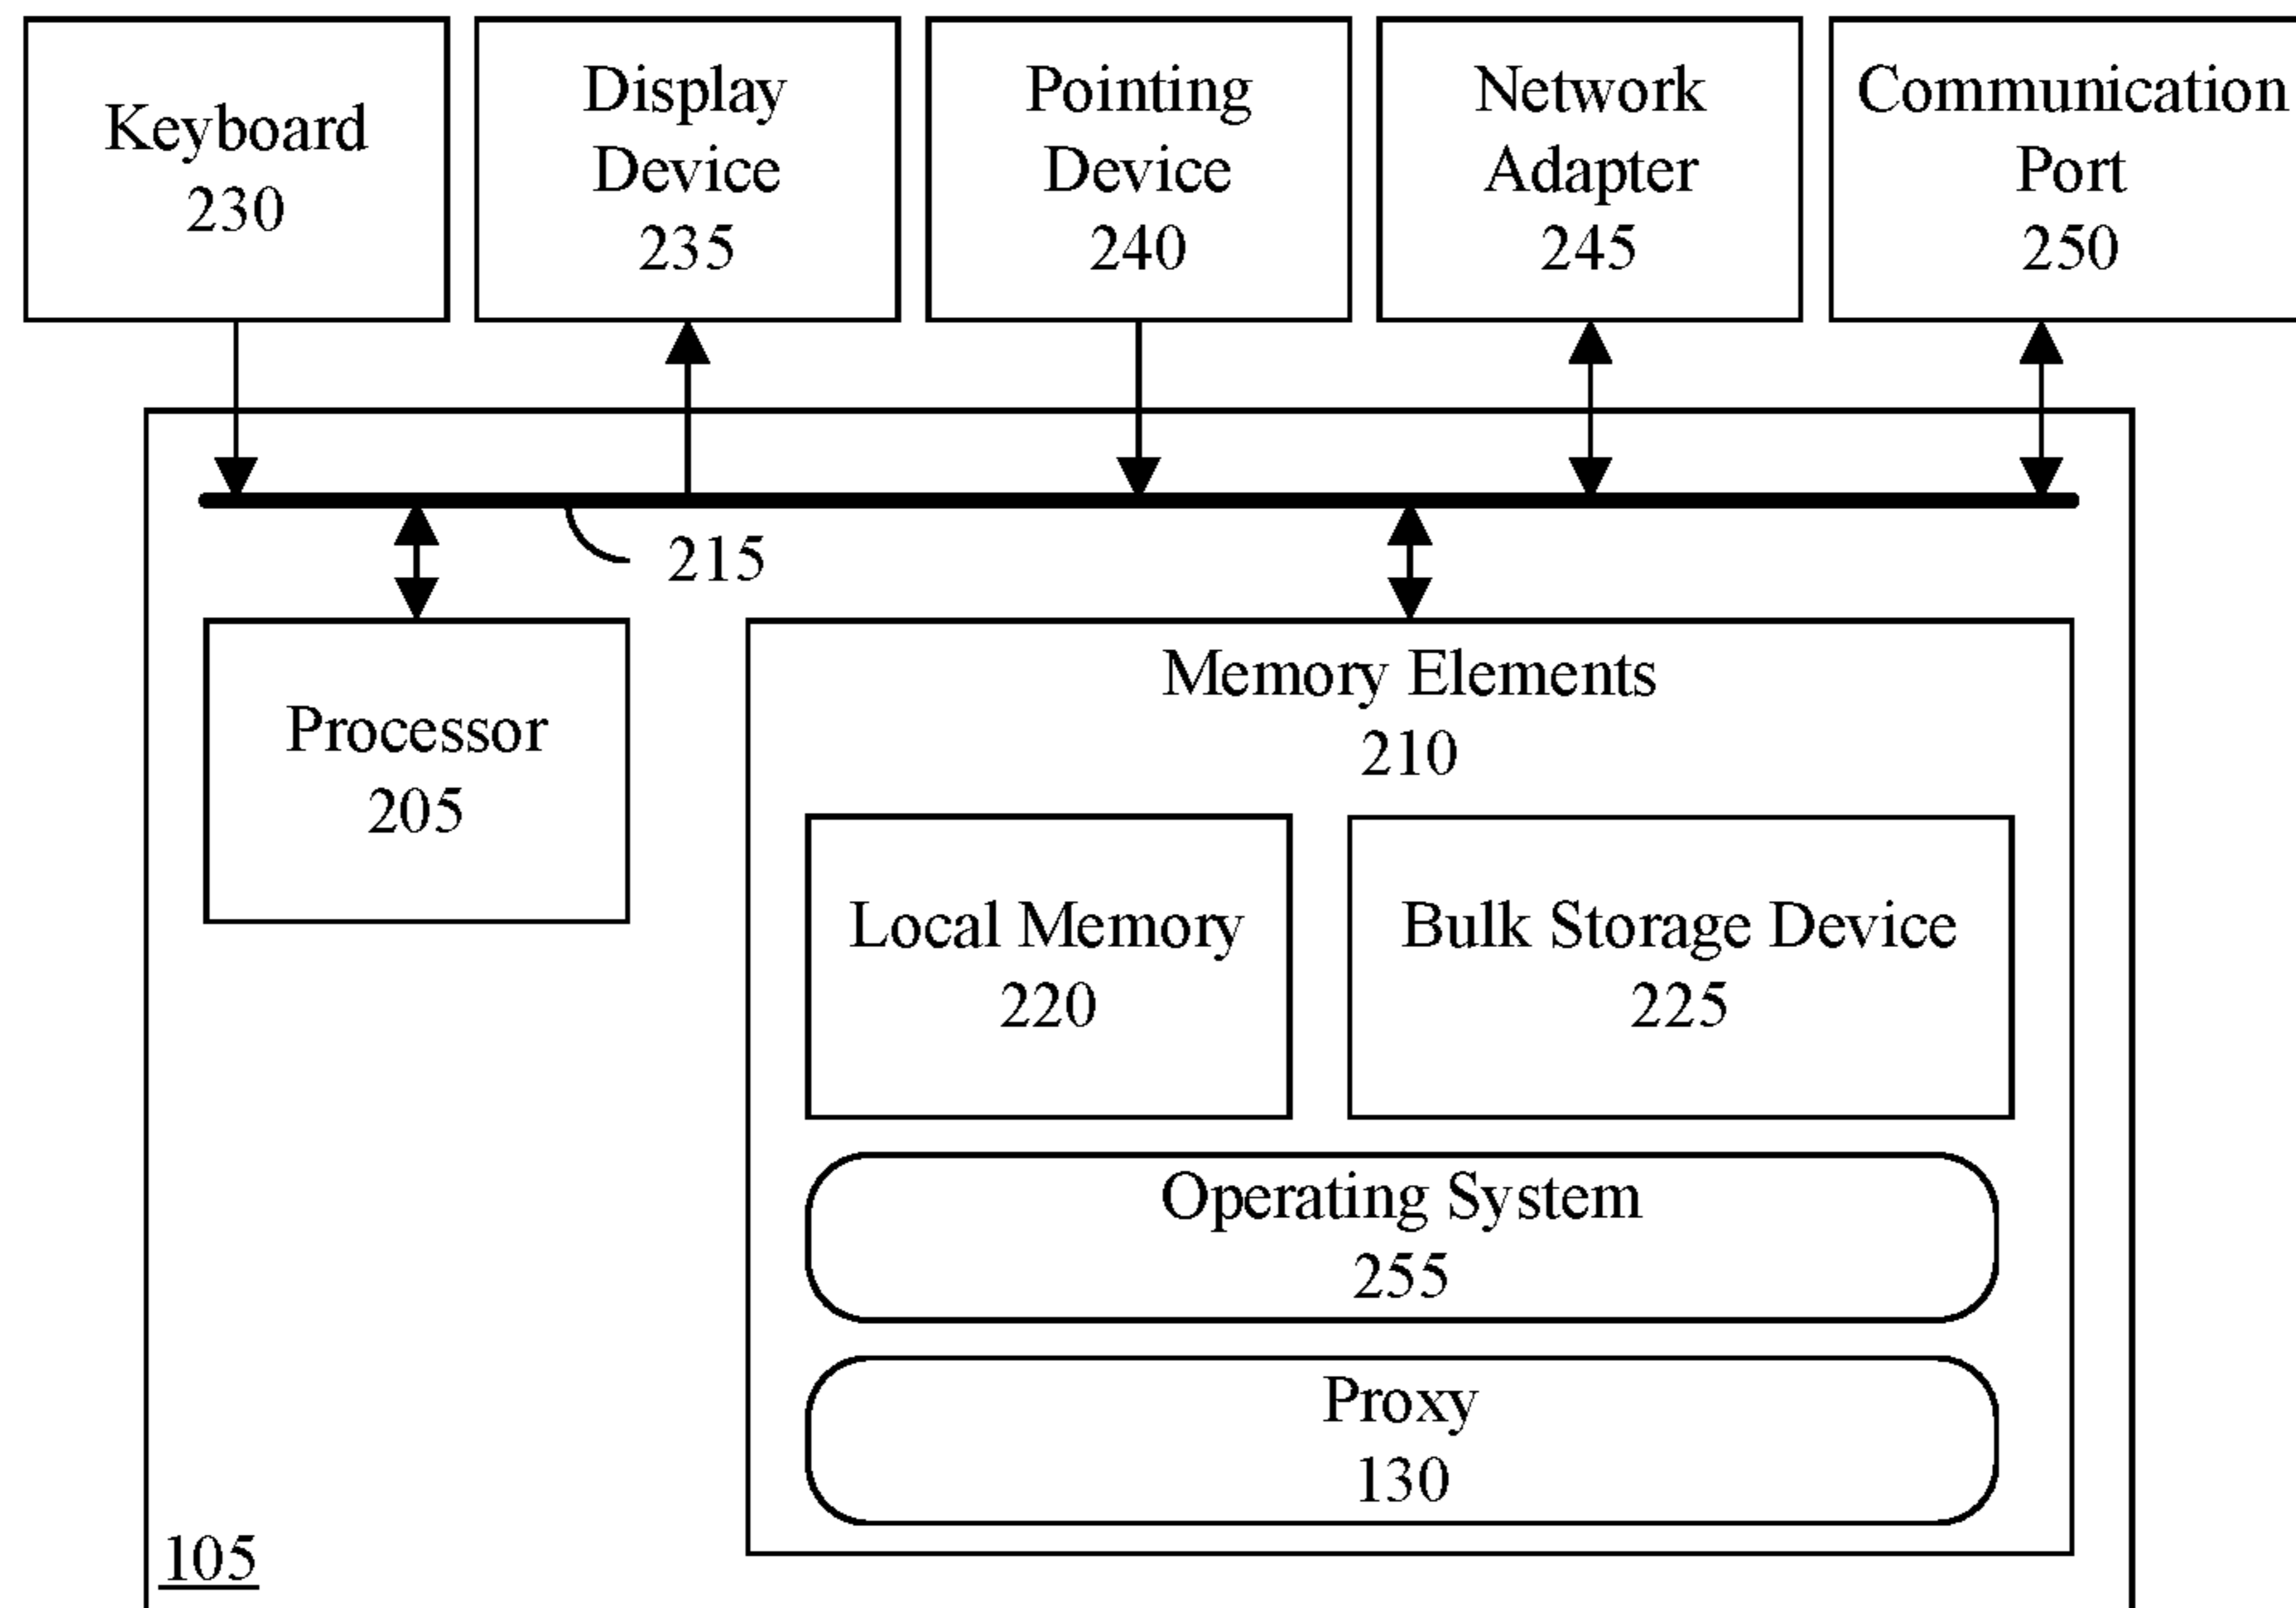 Keyboard
230
Display
Device
235
Pointing
Device
240
Network
Adapter
245
Communication
Port
250
215
Processor
205
Memory Elements
210
Local Memory
220
Bulk Storage Device
225
Operating System
255
Proxy
130
105